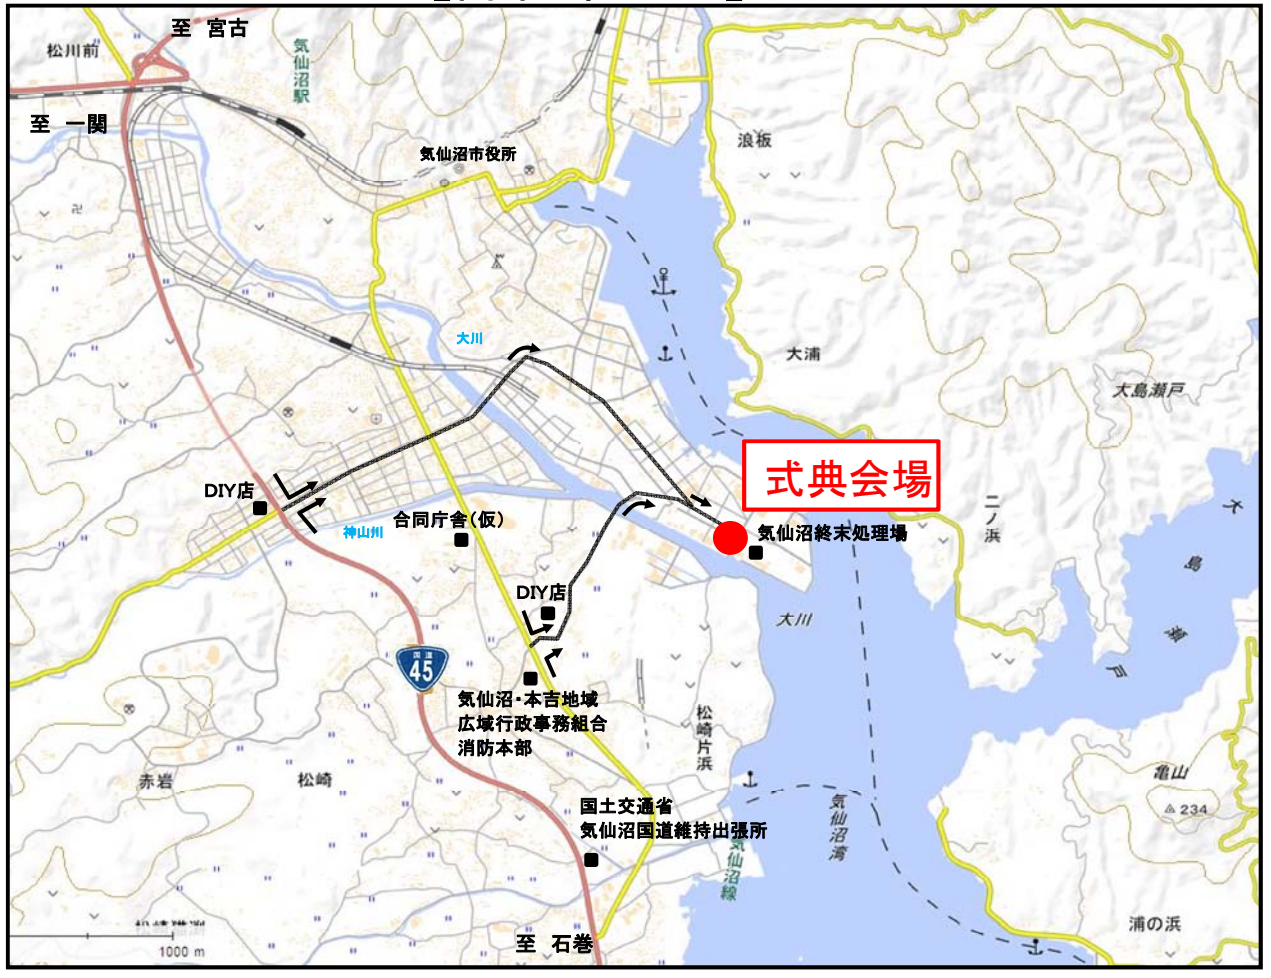 至 宮古
松川前
気仙沼駅
至 一関
気仙沼市役所
浪板
大川
大浦
大島瀬戸
式典会場
DIY店
神山川
合同庁舎(仮)
気仙沼終末処理場
二ノ浜
大島瀬戸
DIY店
大川
国道
45
気仙沼・本吉地域
広域行政事務組合
消防本部
松崎片浜
赤岩
松崎
亀山
234
国土交通省
気仙沼国道維持出張所
気仙沼湾
気仙沼線
浦の浜
至 石巻
1000 m